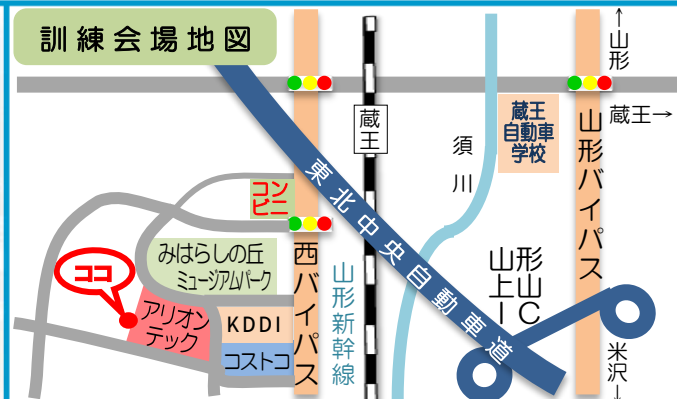 訓練会場地図
↑山形
蔵王→
蔵王
蔵王
自動車
学校
須川
山形バイパス
東北中央自動車道
コン
ビニ
みはらしの丘
ミュージアムパーク
西バイパス
山形新幹線
ココ
アリオン
テック
KDDI
コストコ
山形
上山
IC
米沢↓